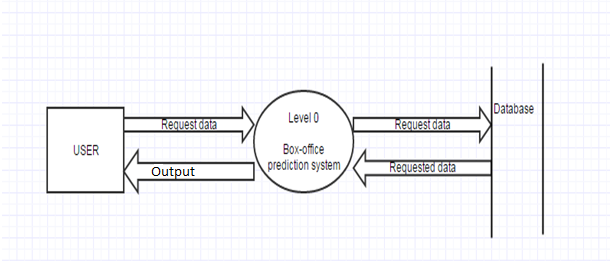 Level 0
Database
Request data
Request data
USER
Box-office
prediction system
Output
Requested data